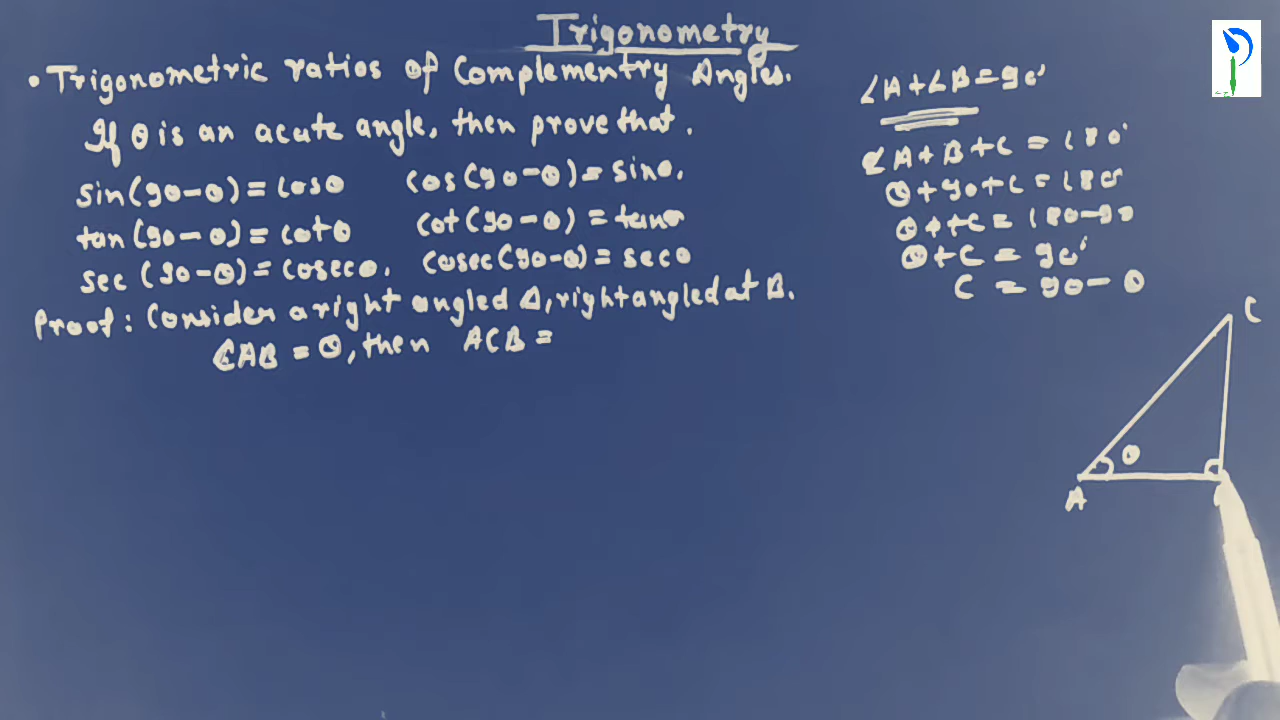 Trigonometry
• Trigonometric ratios of Complementry Angles.
If θ is an acute angle, then prove that.
sin(90-θ)=cosθ cos(90-θ)=sinθ.
tan(90-θ)=cotθ cot(90-θ)=tanθ
sec(90-θ)=cosecθ. cosec(90-θ)=secθ
Proof: Consider a right angled Δ, right angled at B.
∠CAB = θ, then ACB =
∠A+∠B=90°
∠A+B+C = 180°
θ+90+C=180
θ+C=180-90
θ+C = 90°
C = 90-θ
C
θ
A